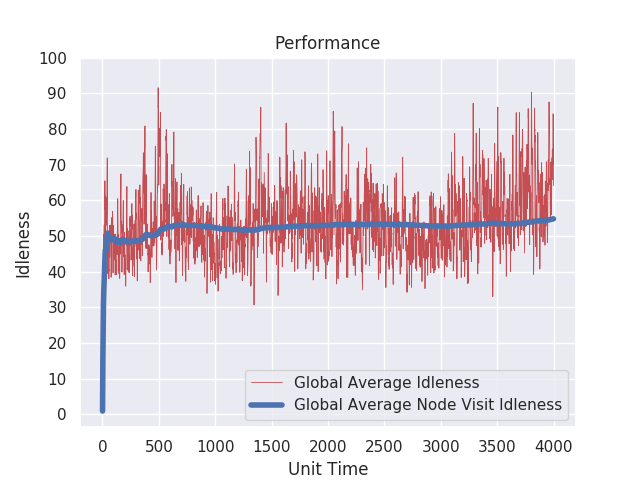 Performance
100
90
80
70
60
50
40
30
20
10
0
Idleness
Global Average Idleness
Global Average Node Visit Idleness
0 500 1000 1500 2000 2500 3000 3500 4000
Unit Time